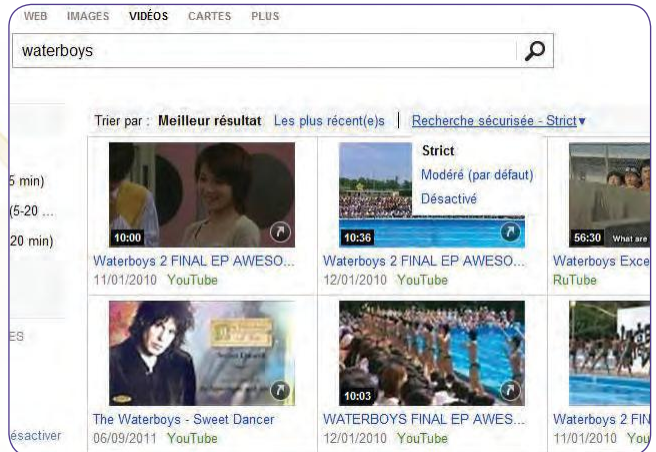 WEB IMAGES VIDÉOS CARTES PLUS
waterboys
Trier par : Meilleur résultat Les plus récent(e)s | Recherche sécurisée - Strict▾
Strict
Modéré (par défaut)
Désactivé
5 min)
(5-20 ...
20 min)
10:00
10:36
56:30 What are
Waterboys 2 FINAL EP AWESO... Waterboys 2 FINAL EP AWESO... Waterboys Exce
11/01/2010 YouTube 12/01/2010 YouTube RuTube
ES
10:03
The Waterboys - Sweet Dancer WATERBOYS FINAL EP AWES... Waterboys 2 FIN
ésactiver 06/09/2011 YouTube 12/01/2010 YouTube 11/01/2010 You